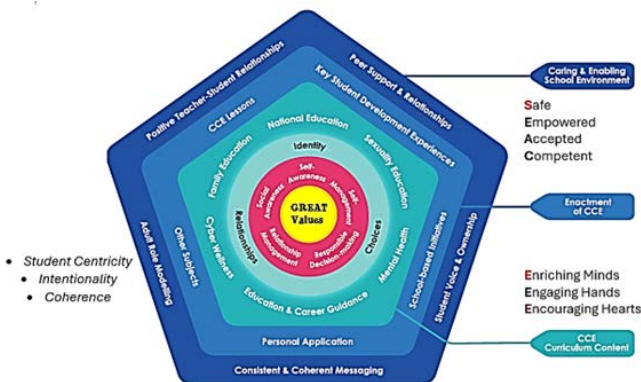 Positive Teacher-Student Relationships
Peer Support & Relationships
CCE Lessons
Key Student Development Experiences
National Education
Family Education
Sexuality Education
Identity
Self-Awareness
Self-Management
Social Awareness
GREAT
Values
Relationships
Choices
Relationship Management
Responsible Decision-making
Cyber Wellness
Mental Health
Education & Career Guidance
Other Subjects
School-based Initiatives
Adult Role Modelling
Student Voice & Ownership
Personal Application
Consistent & Coherent Messaging
• Student Centricity
• Intentionality
• Coherence
Caring & Enabling
School Environment
Safe
Empowered
Accepted
Competent
Enactment
of CCE
Enriching Minds
Engaging Hands
Encouraging Hearts
CCE
Curriculum Content